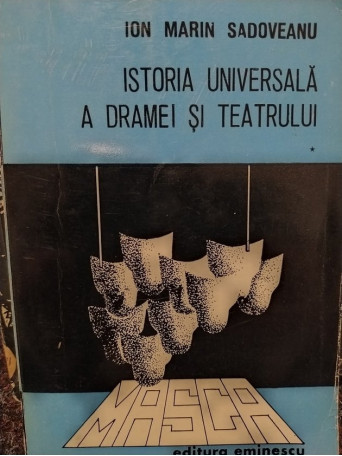 ION MARIN SADOVEANU
ISTORIA UNIVERSALĂ
A DRAMEI ȘI TEATRULUI
*
MASCA
editura eminescu